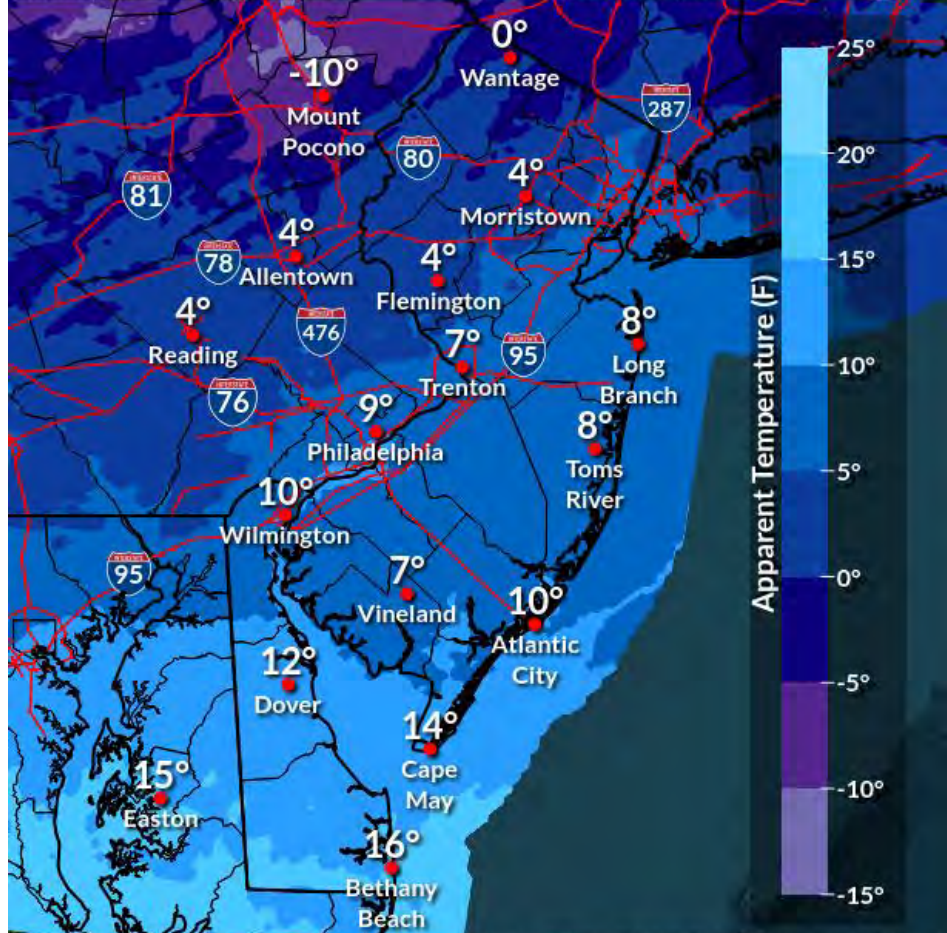 0°
Wantage
-10°
Mount
Pocono
287
80
81
4°
Morristown
4°
Allentown
78
4°
Flemington
4°
Reading
476
7°
Trenton
95
8°
Long
Branch
76
9°
Philadelphia
8°
Toms
River
10°
Wilmington
95
7°
Vineland
10°
Atlantic
City
12°
Dover
14°
Cape
May
15°
Easton
16°
Bethany
Beach
Apparent Temperature (F)
25°
20°
15°
10°
5°
0°
-5°
-10°
-15°